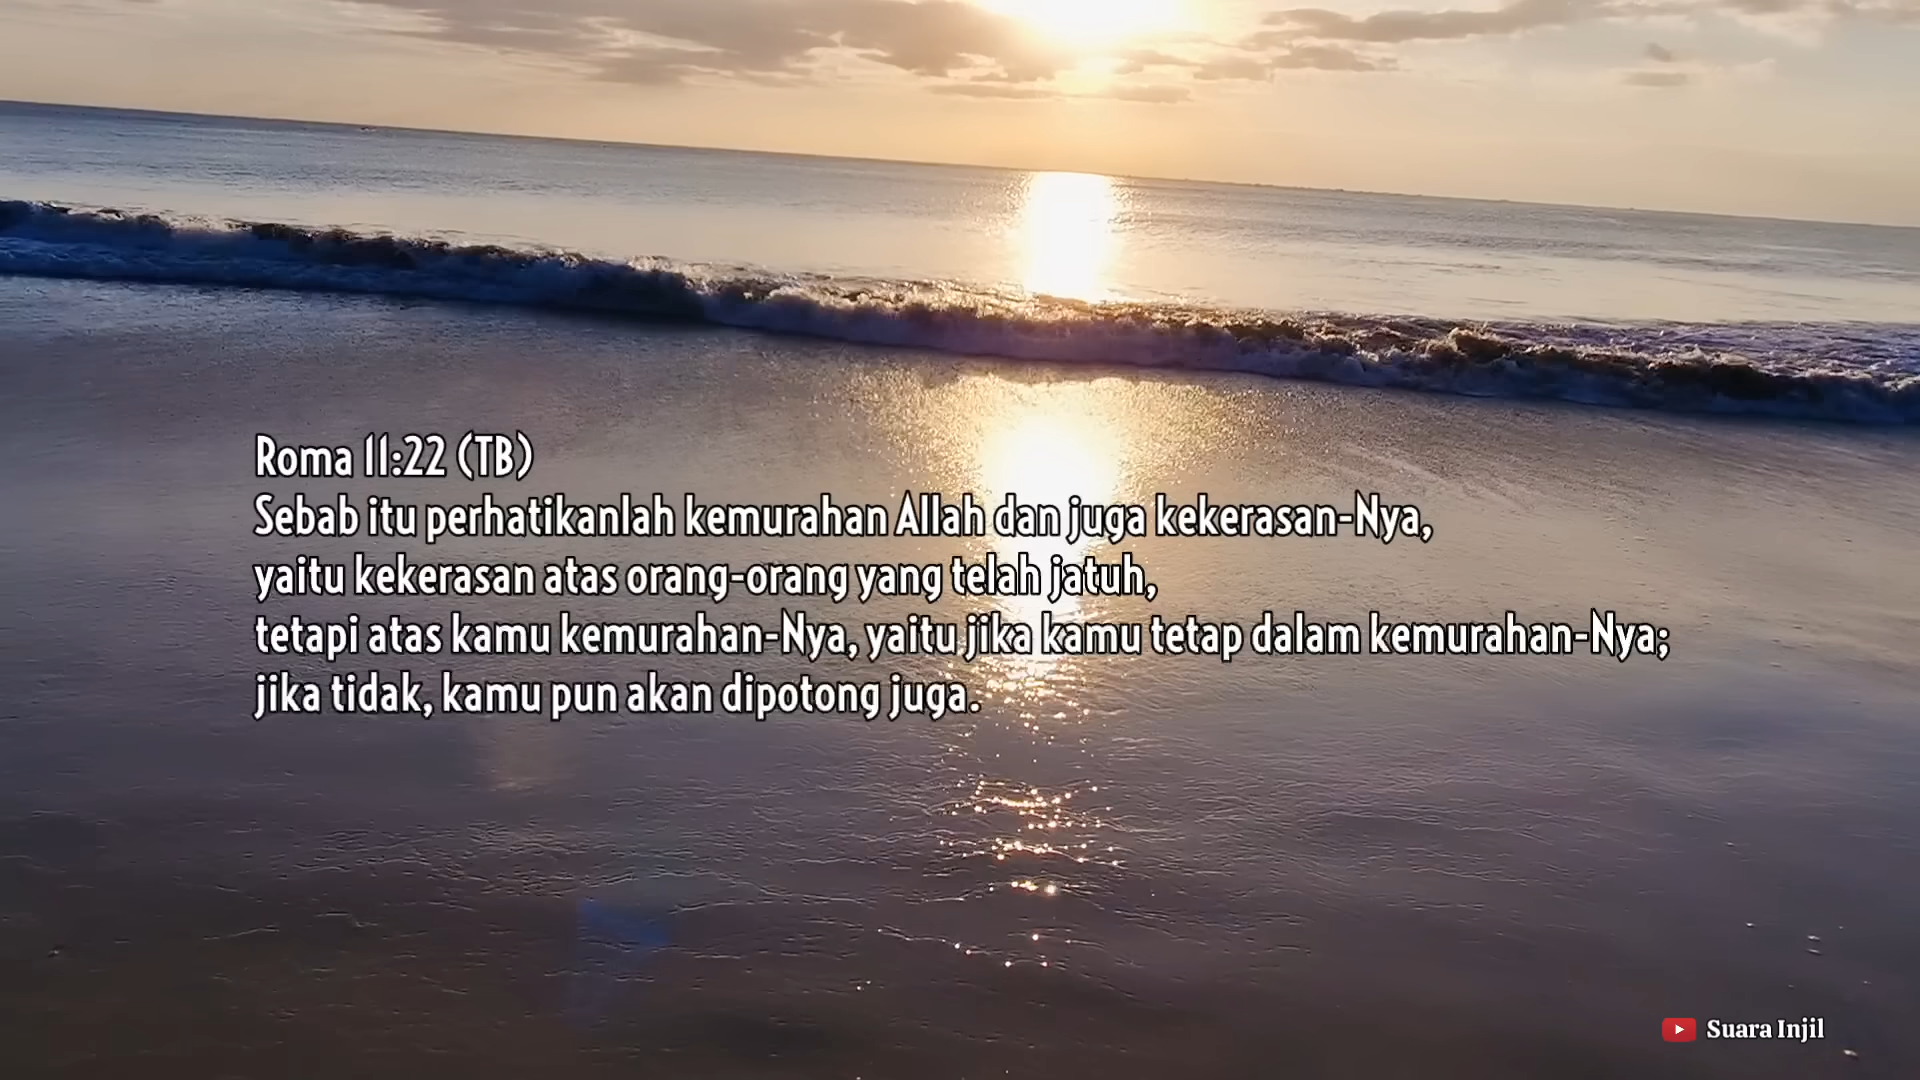 Roma 11:22 (TB)
Sebab itu perhatikanlah kemurahan Allah dan juga kekerasan-Nya,
yaitu kekerasan atas orang-orang yang telah jatuh,
tetapi atas kamu kemurahan-Nya, yaitu jika kamu tetap dalam kemurahan-Nya;
jika tidak, kamu pun akan dipotong juga.
Suara Injil